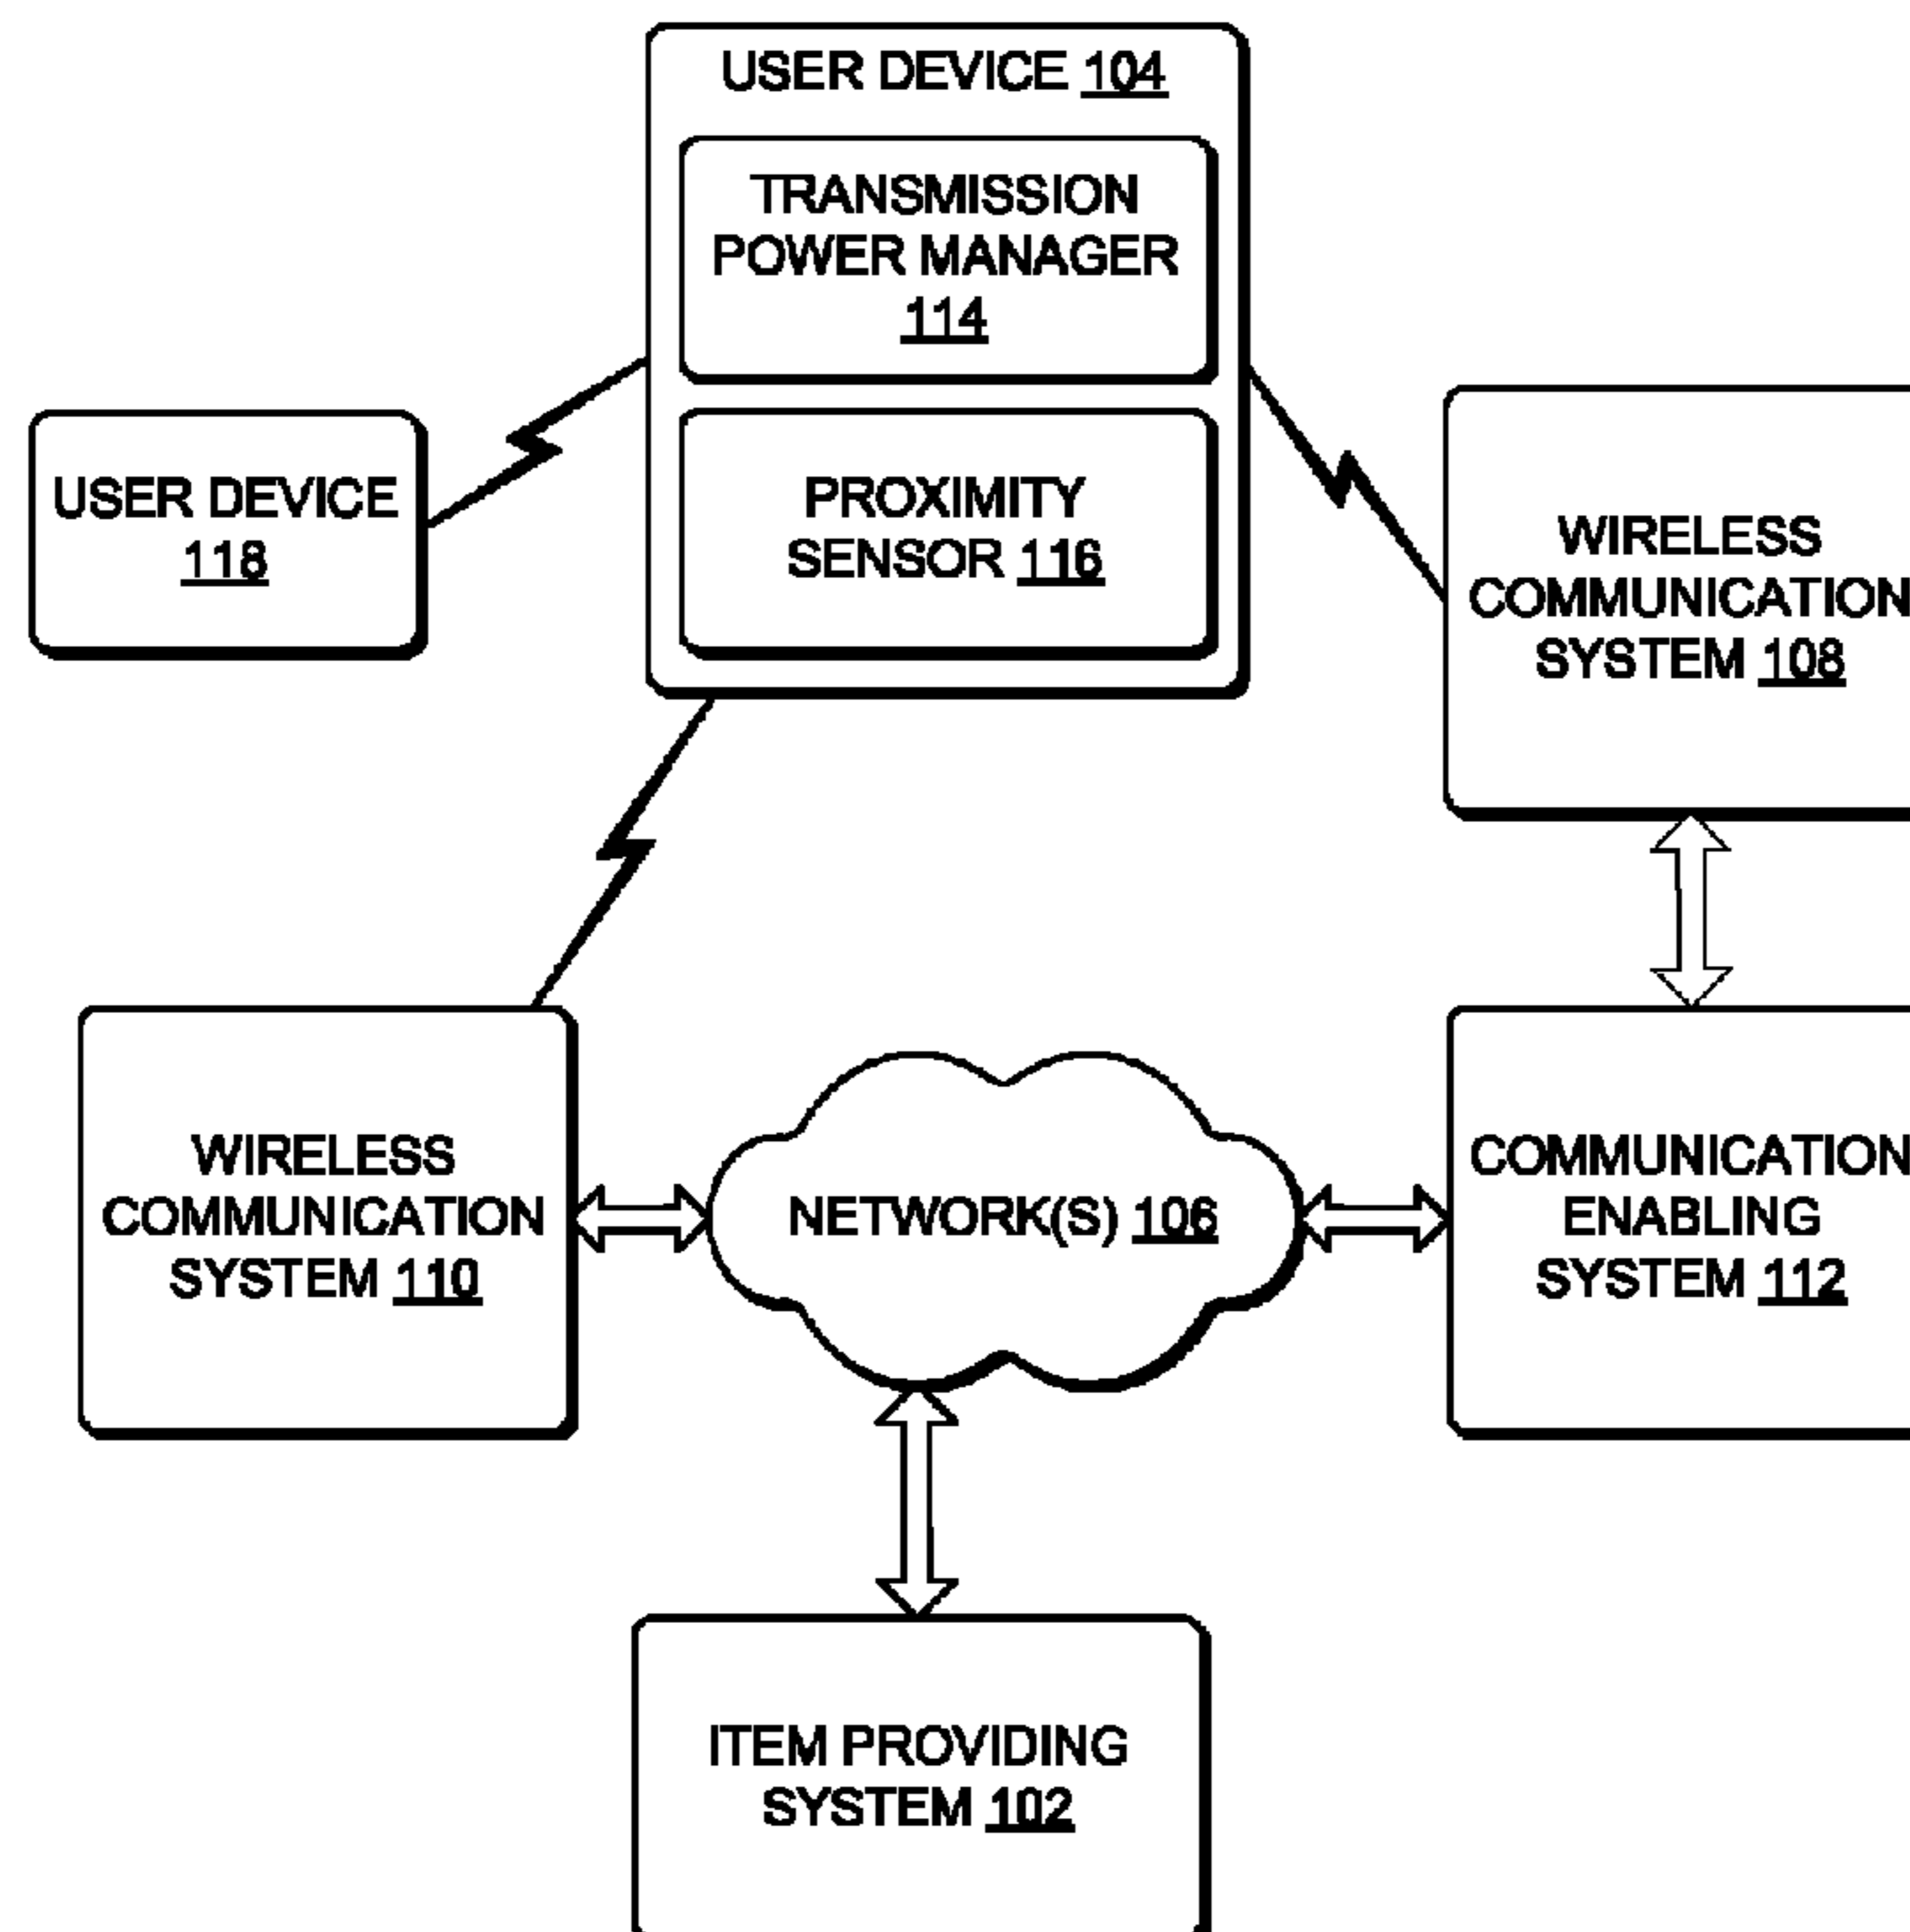 USER DEVICE 104
TRANSMISSION
POWER MANAGER
114
PROXIMITY
SENSOR 116
USER DEVICE
118
WIRELESS
COMMUNICATION
SYSTEM 108
WIRELESS
COMMUNICATION
SYSTEM 110
NETWORK(S) 106
COMMUNICATION
ENABLING
SYSTEM 112
ITEM PROVIDING
SYSTEM 102